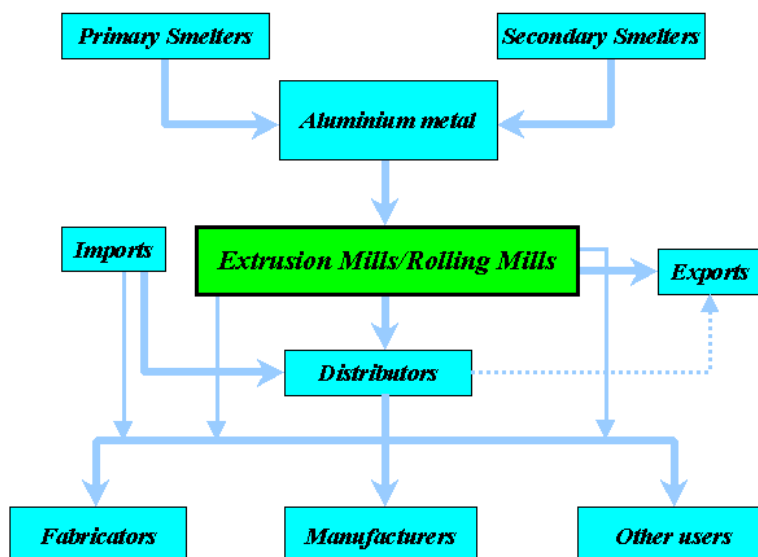 Primary Smelters
Secondary Smelters
Aluminium metal
Imports
Extrusion Mills/Rolling Mills
Exports
Distributors
Fabricators
Manufacturers
Other users